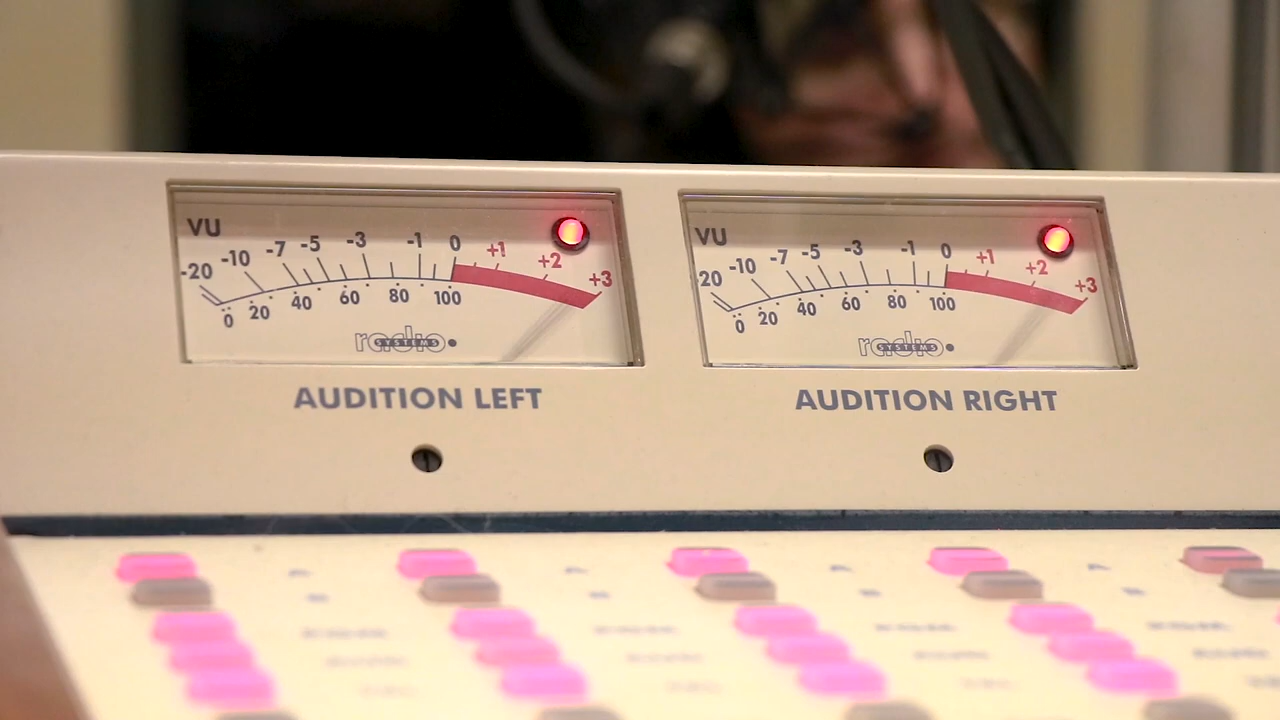 VU
-20 -10 -7 -5 -3 -1 0 +1 +2 +3
0 20 40 60 80 100
radio
SYSTEMS
AUDITION LEFT
VU
20 -10 -7 -5 -3 -1 0 +1 +2 +3
0 20 40 60 80 100
radio
SYSTEMS
AUDITION RIGHT